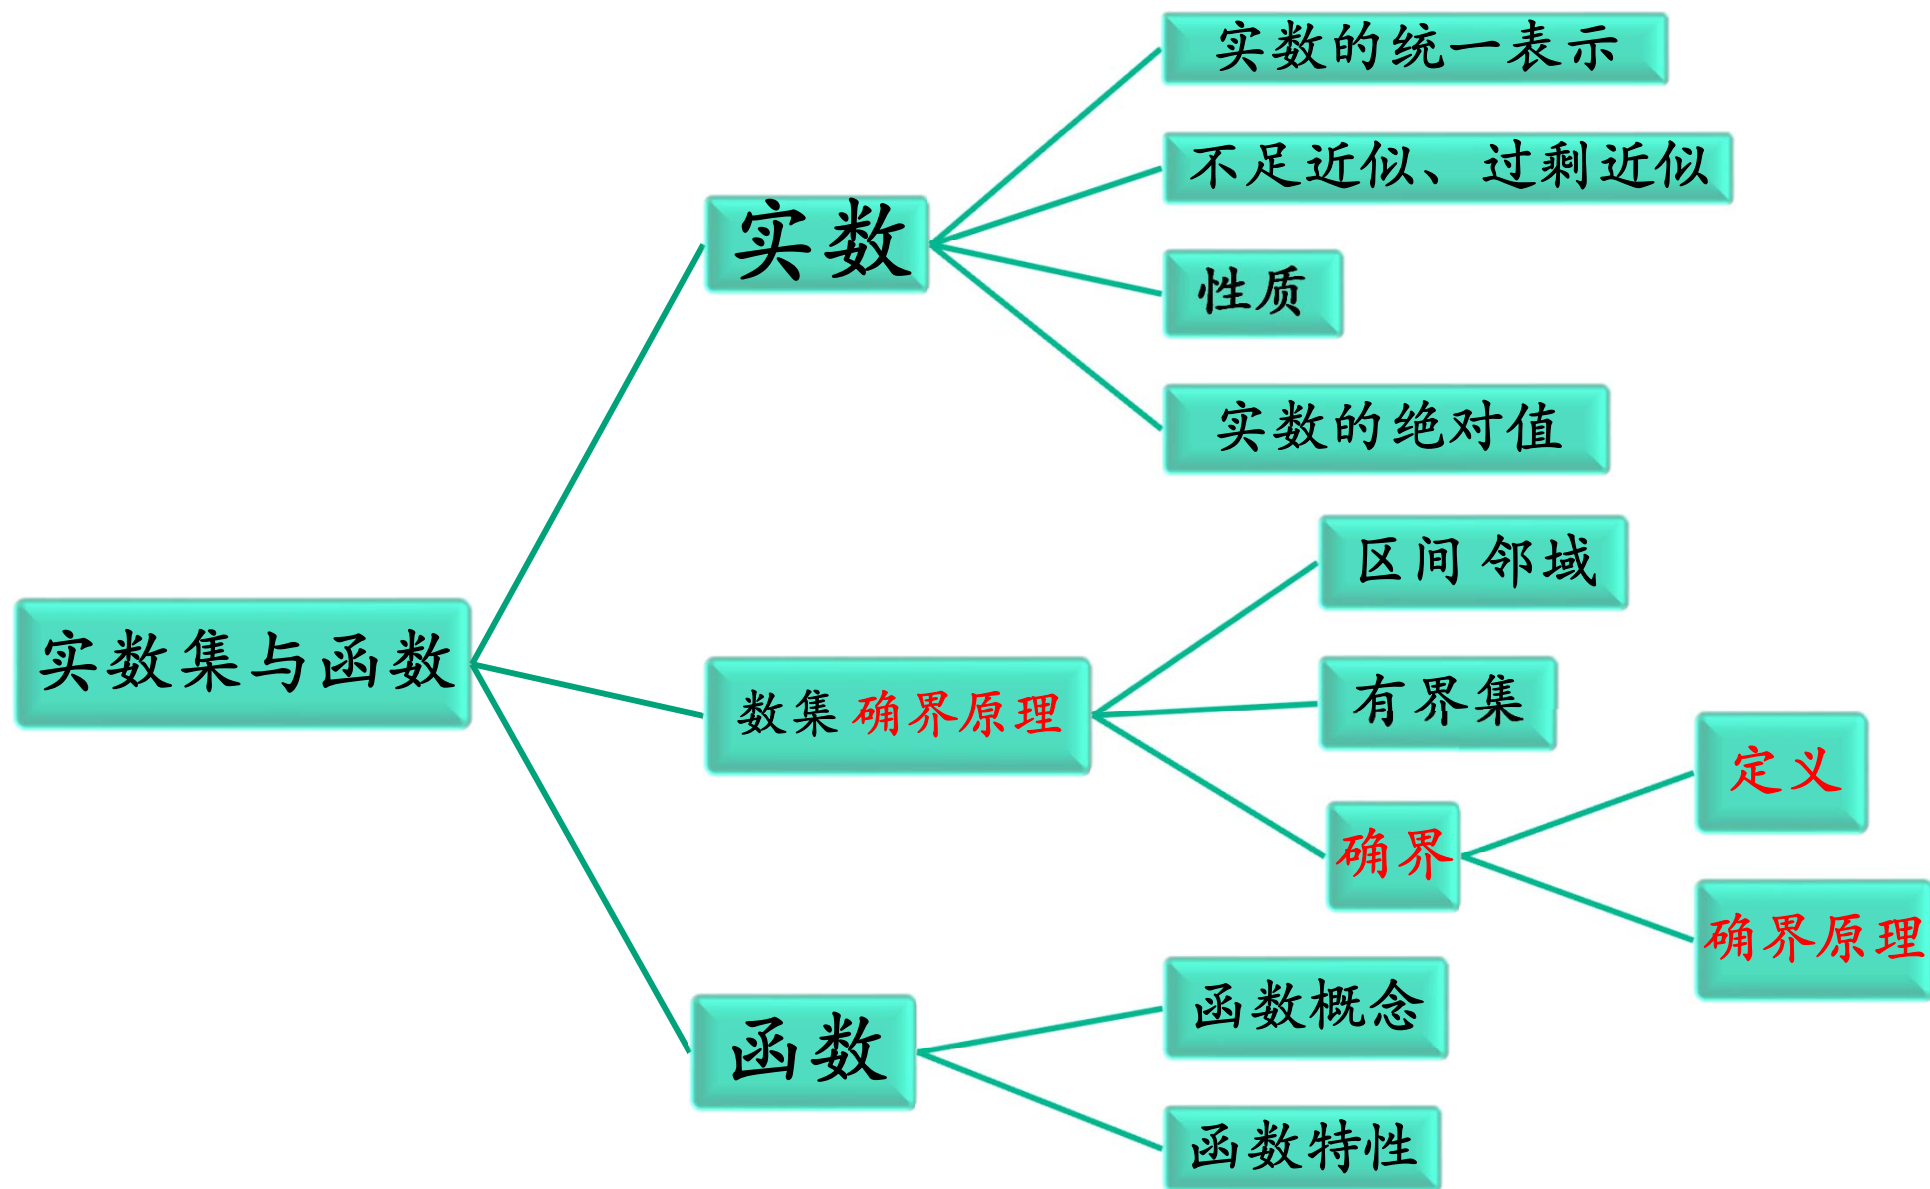 实数集与函数
实数
实数的统一表示
不足近似、过剩近似
性质
实数的绝对值
数集 确界原理
区间 邻域
有界集
确界
定义
确界原理
函数
函数概念
函数特性